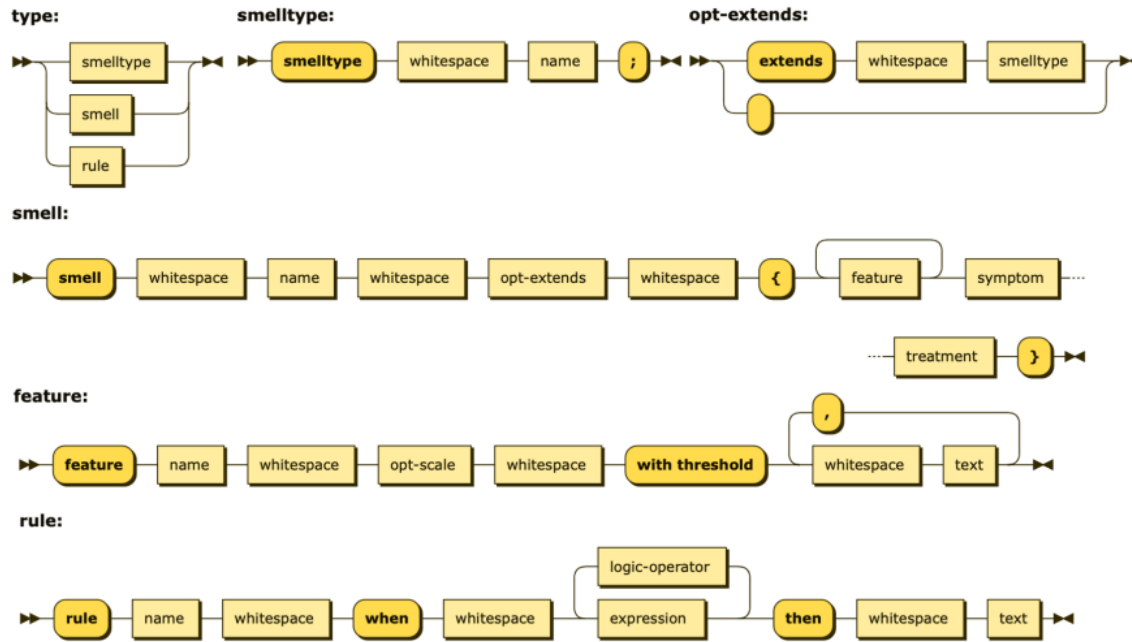 type: smelltype: opt-extends:
smelltype smelltype whitespace name ; extends whitespace smelltype
smell
rule
smell:
smell whitespace name whitespace opt-extends whitespace { feature symptom
treatment }
feature:
,
feature name whitespace opt-scale whitespace with threshold whitespace text
rule:
logic-operator
rule name whitespace when whitespace expression then whitespace text